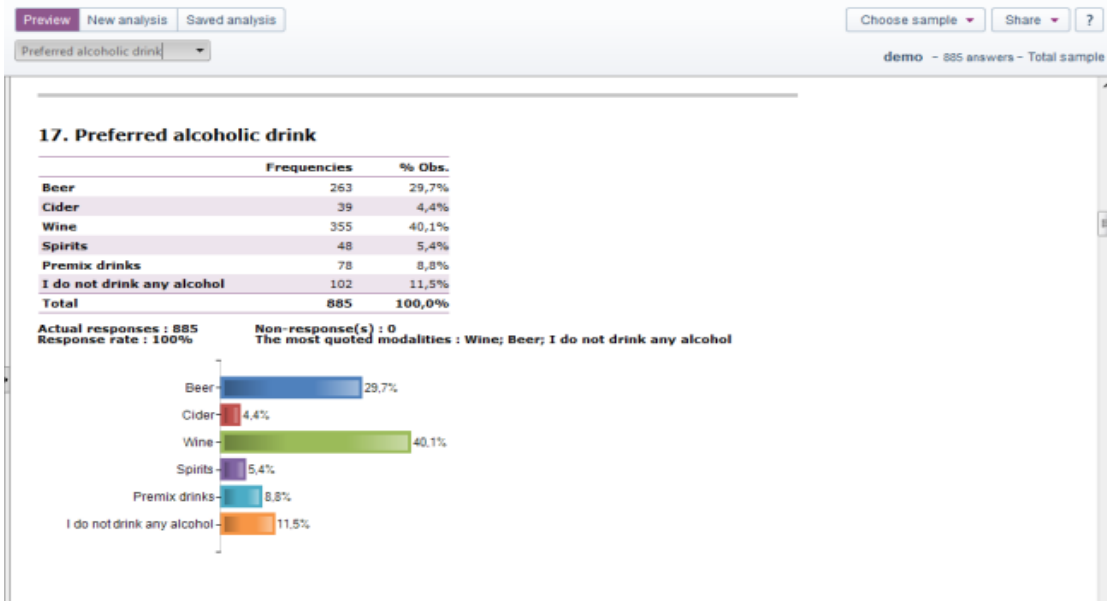 Preview New analysis Saved analysis Choose sample Share ?
Preferred alcoholic drink
demo - 885 answers - Total sample
17. Preferred alcoholic drink
Frequencies % Obs.
Beer 263 29,7%
Cider 39 4,4%
Wine 355 40,1%
Spirits 48 5,4%
Premix drinks 78 8,8%
I do not drink any alcohol 102 11,5%
Total 885 100,0%
Actual responses : 885 Non-response(s) : 0
Response rate : 100% The most quoted modalities : Wine; Beer; I do not drink any alcohol
Beer 29,7%
Cider 4,4%
Wine 40,1%
Spirits 5,4%
Premix drinks 8,8%
I do not drink any alcohol 11,5%